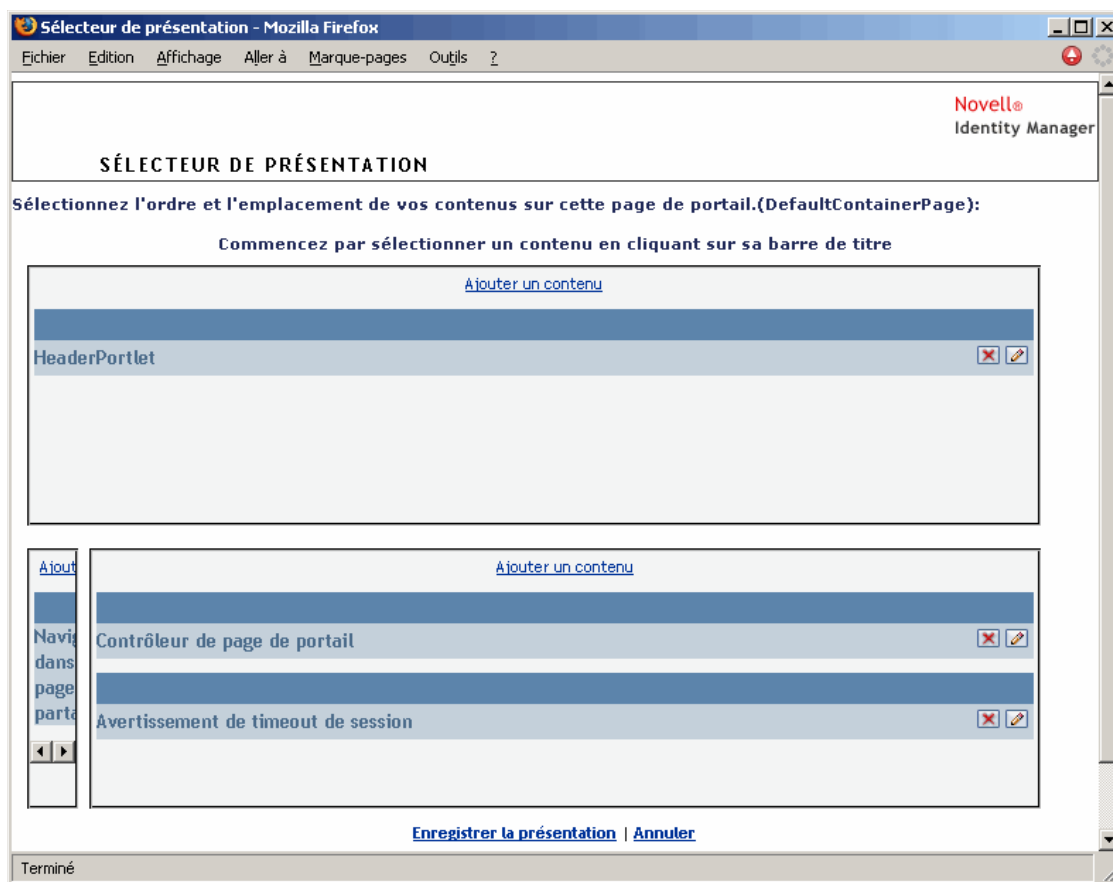 Sélecteur de présentation - Mozilla Firefox
Fichier Edition Affichage Aller à Marque-pages Outils ?
Novell®
Identity Manager
SÉLECTEUR DE PRÉSENTATION
Sélectionnez l'ordre et l'emplacement de vos contenus sur cette page de portail.(DefaultContainerPage):
Commencez par sélectionner un contenu en cliquant sur sa barre de titre
Ajouter un contenu
HeaderPortlet
Ajout
Navig
dans
page
parta
Ajouter un contenu
Contrôleur de page de portail
Avertissement de timeout de session
Enregistrer la présentation | Annuler
Terminé